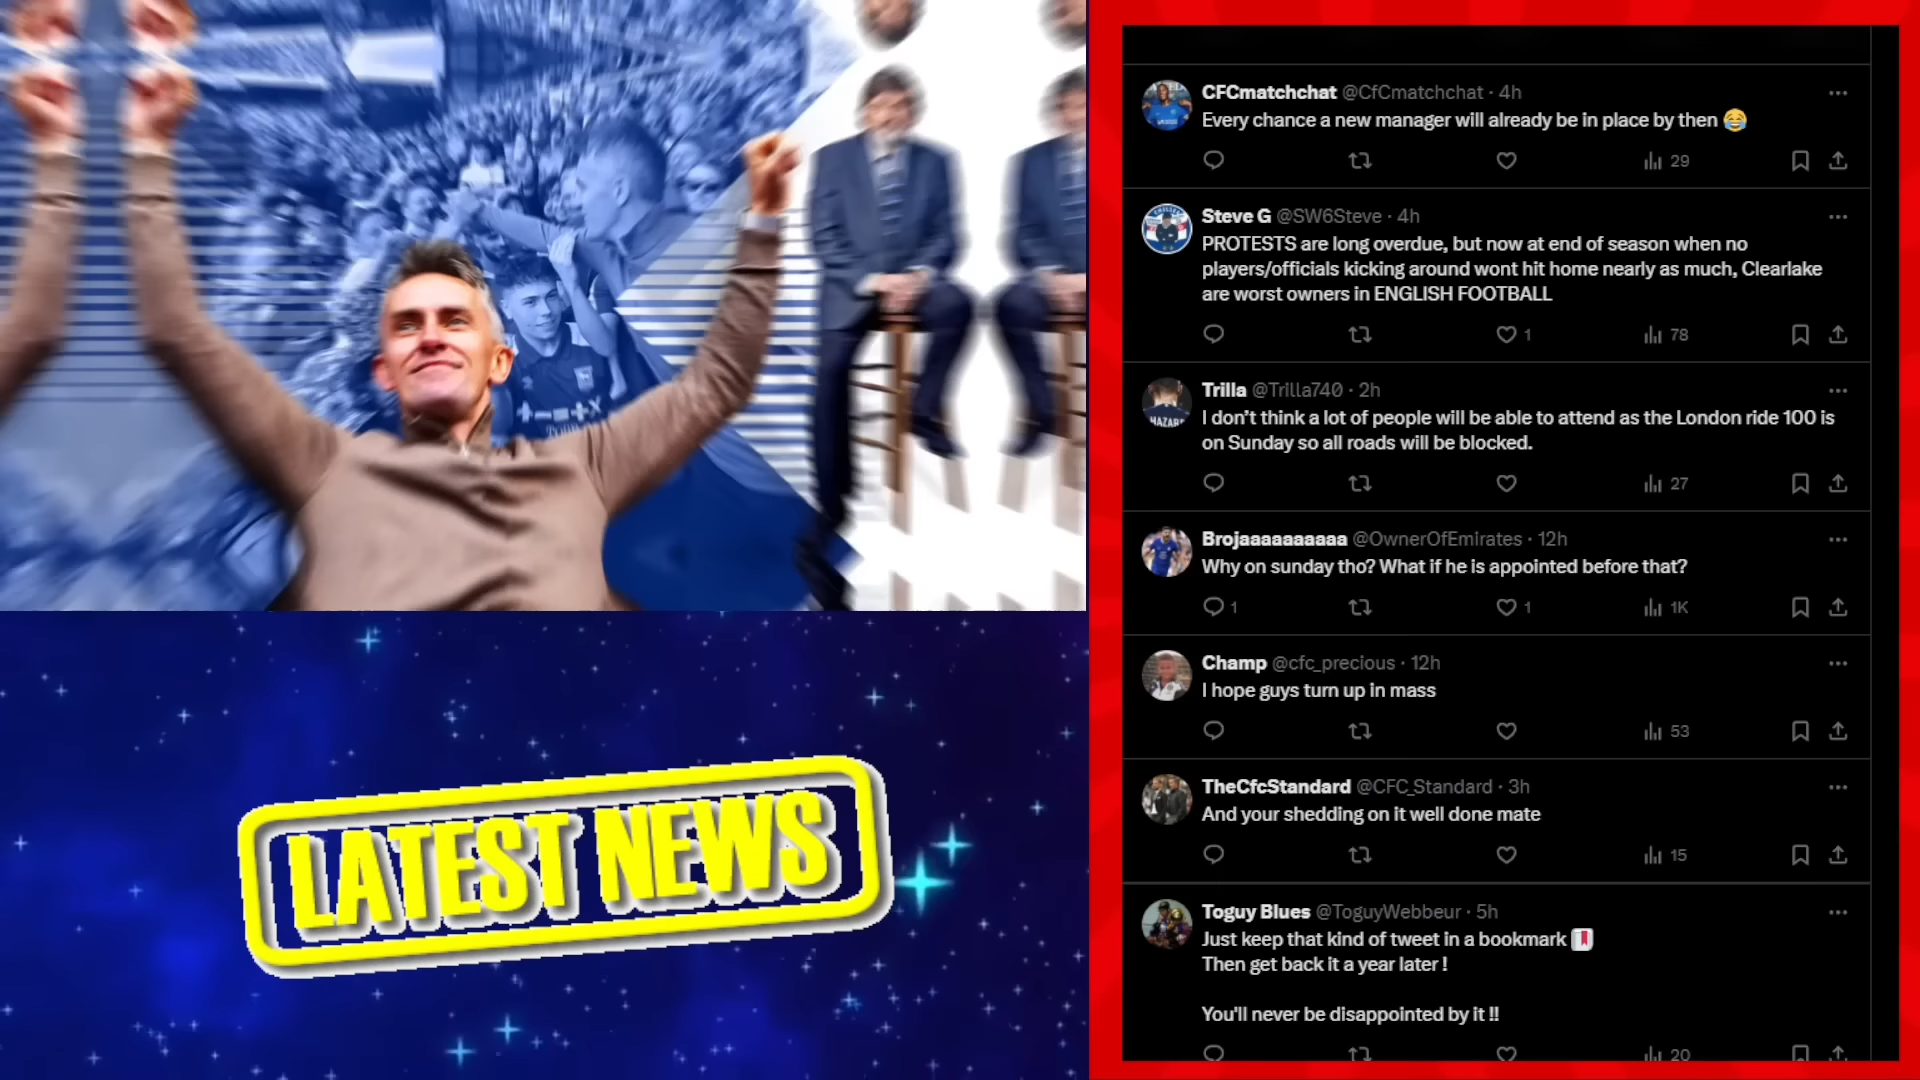 LATEST NEWS
CFCmatchchat @CfCmatchchat · 4h
Every chance a new manager will already be in place by then 😂
29
Steve G @SW6Steve · 4h
PROTESTS are long overdue, but now at end of season when no
players/officials kicking around wont hit home nearly as much, Clearlake
are worst owners in ENGLISH FOOTBALL
1 78
HAZARD
Trilla @Trilla740 · 2h
I don't think a lot of people will be able to attend as the London ride 100 is
on Sunday so all roads will be blocked.
27
Brojaaaaaaaaaa @OwnerOfEmirates · 12h
Why on sunday tho? What if he is appointed before that?
1 1 1K
Champ @cfc_precious · 12h
I hope guys turn up in mass
53
TheCfcStandard @CFC_Standard · 3h
And your shedding on it well done mate
15
Toguy Blues @ToguyWebbeur · 5h
Just keep that kind of tweet in a bookmark 🔖
Then get back it a year later !
You'll never be disappointed by it !!
20